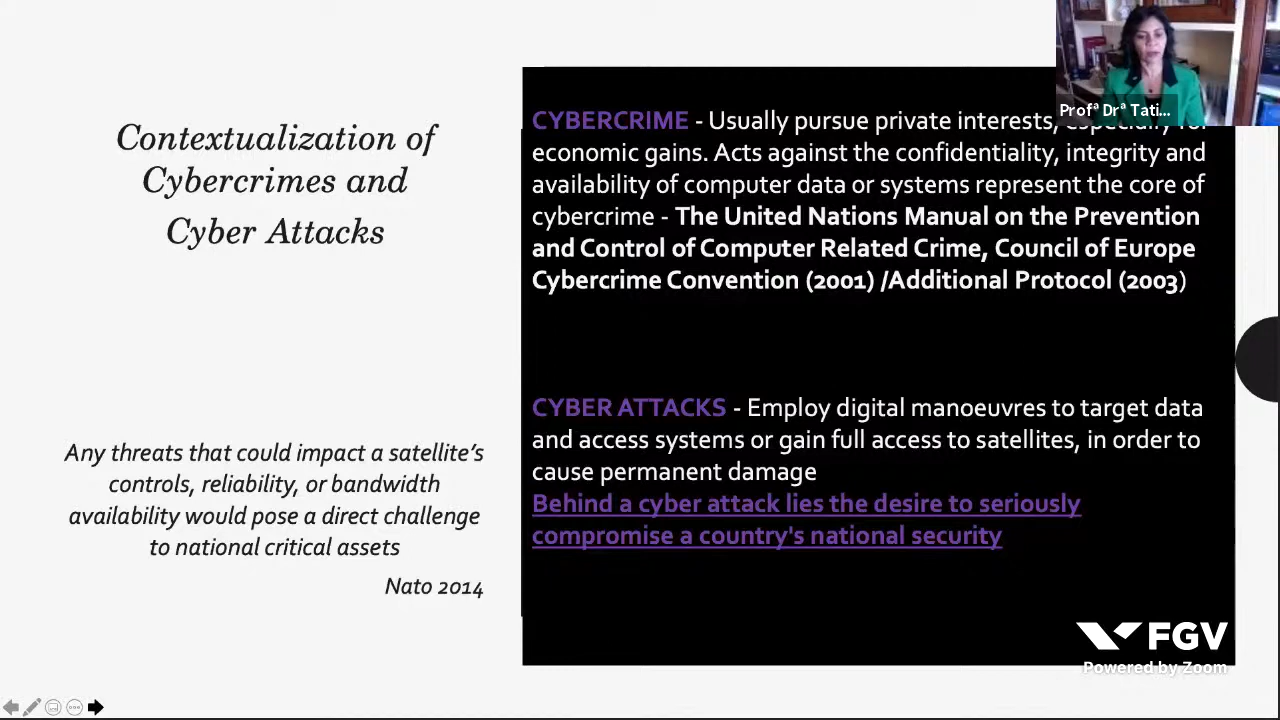 Contextualization of
Cybercrimes and
Cyber Attacks
Any threats that could impact a satellite’s
controls, reliability, or bandwidth
availability would pose a direct challenge
to national critical assets
Nato 2014
Profª Drª Tati...
CYBERCRIME - Usually pursue private interests, especially for
economic gains. Acts against the confidentiality, integrity and
availability of computer data or systems represent the core of
cybercrime - The United Nations Manual on the Prevention
and Control of Computer Related Crime, Council of Europe
Cybercrime Convention (2001) /Additional Protocol (2003)
CYBER ATTACKS - Employ digital manoeuvres to target data
and access systems or gain full access to satellites, in order to
cause permanent damage
Behind a cyber attack lies the desire to seriously
compromise a country's national security
FGV
Powered by Zoom